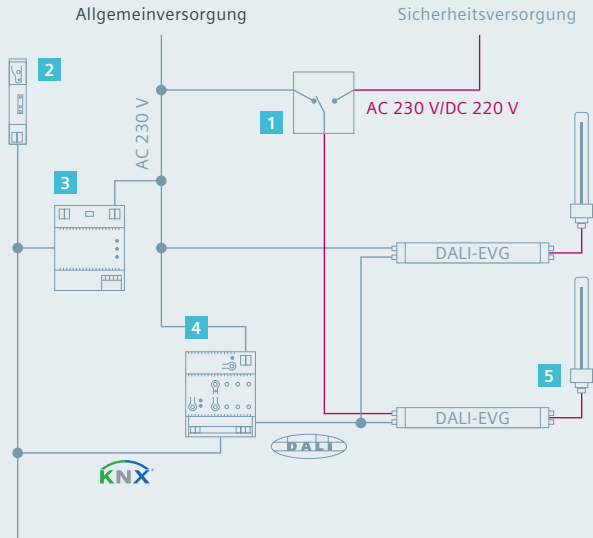 Allgemeinversorgung
Sicherheitsversorgung
2
AC 230 V
1
AC 230 V/DC 220 V
3
DALI-EVG
4
5
DALI-EVG
DALI
KNX